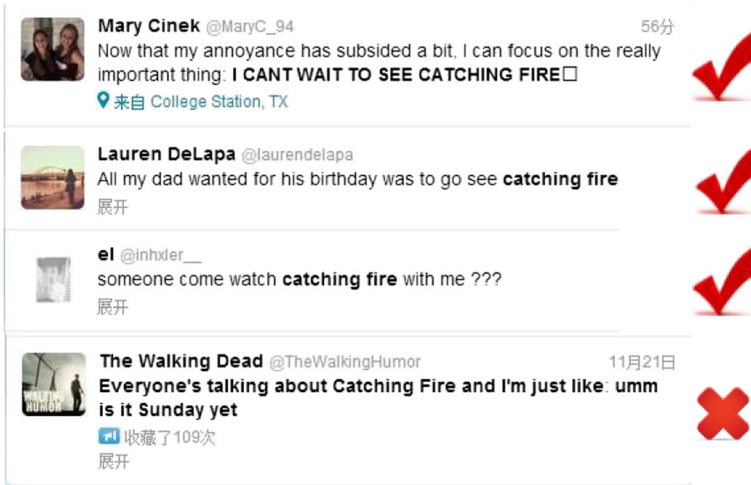 Mary Cinek @MaryC_94 56分
Now that my annoyance has subsided a bit, I can focus on the really
important thing: I CANT WAIT TO SEE CATCHING FIRE□
来自 College Station, TX
Lauren DeLapa @laurendelapa
All my dad wanted for his birthday was to go see catching fire
展开
el @inhxler__
someone come watch catching fire with me ???
展开
The Walking Dead @TheWalkingHumor 11月21日
Everyone's talking about Catching Fire and I'm just like: umm
is it Sunday yet
WALKING
HUMOR
收藏了109次
展开